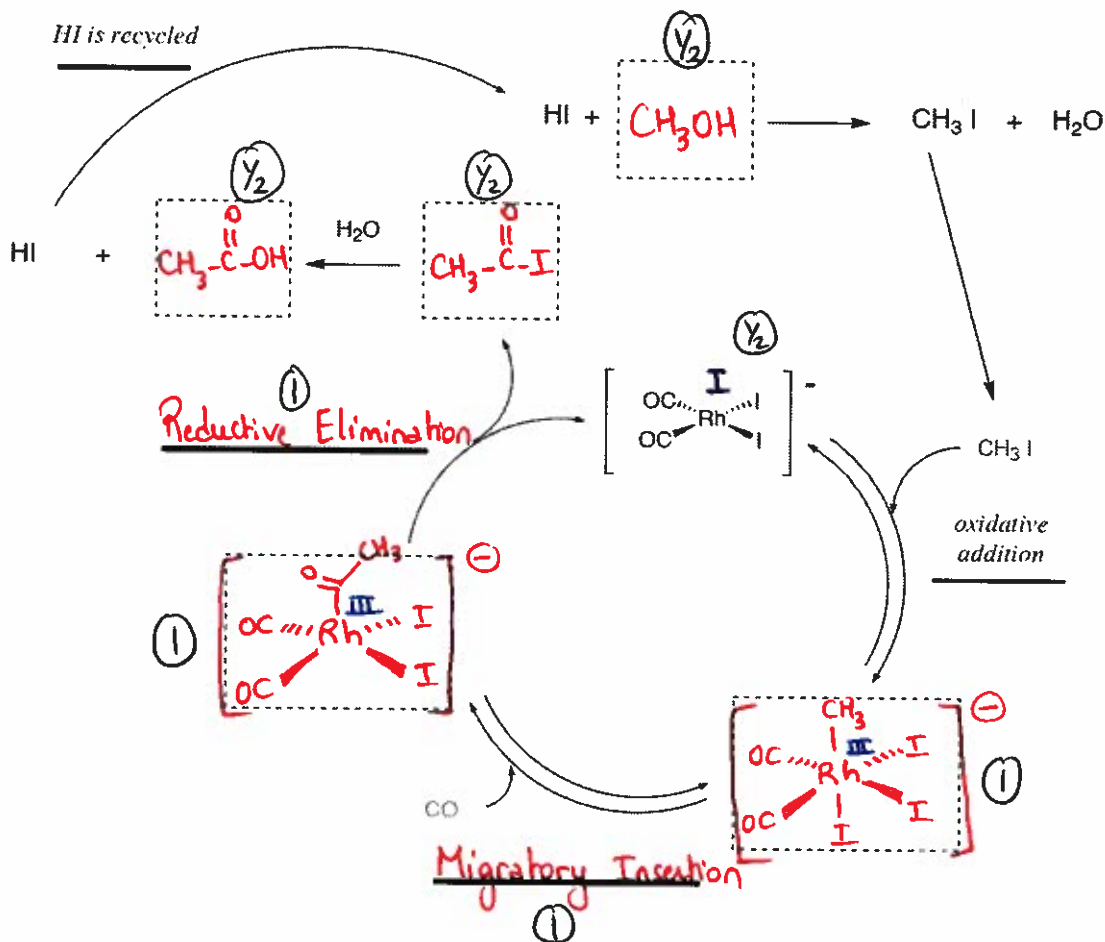 HI is recycled
½
HI + CH₃OH → CH₃I + H₂O
½
½
HI + CH₃-C-OH
O
H₂O
CH₃-C-I
O
½
I
[ OC OC Rh I I ]⁻
①
Reductive Elimination
CH₃I
oxidative
addition
CH₃
O
III
OC Rh I
OC I
⊖
①
CH₃
III
OC Rh I
OC I I
⊖
①
CO
Migratory Insertion
①